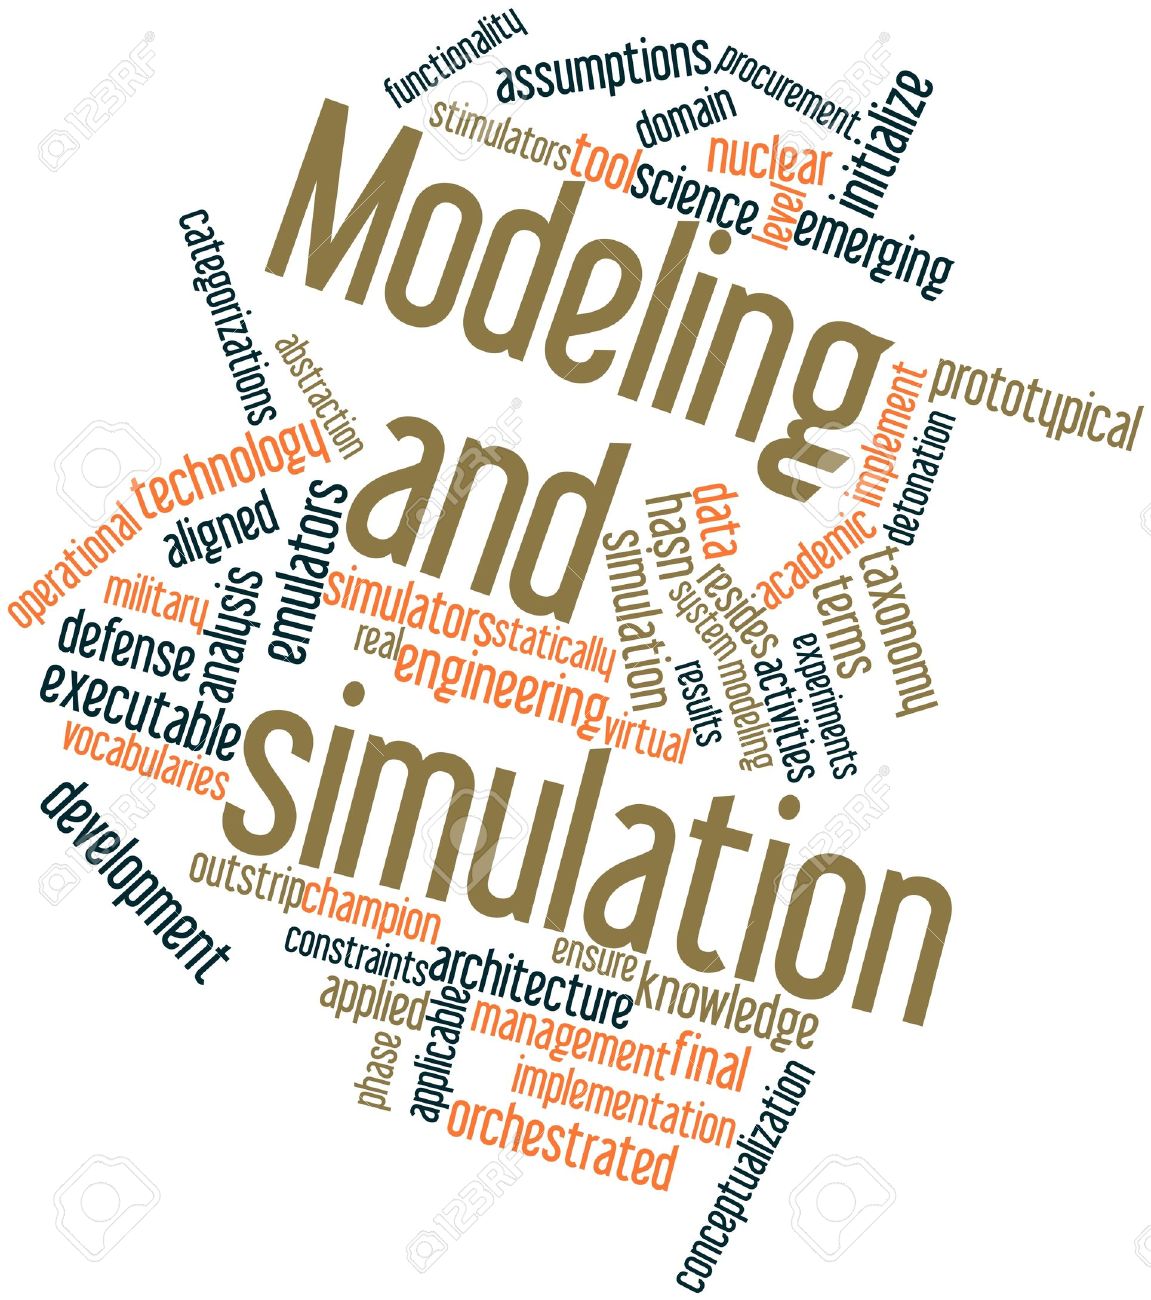 functionality
assumptions
procurement
initialize
stimulators
domain
tool
science
nuclear
level
emerging
Modeling
categorizations
abstraction
implement
prototypical
detonation
technology
operational
aligned
emulators
and
data
hasn
academic
taxonomy
simulation
system
resides
terms
military
analysis
simulators
statically
defense
real
engineering
experiments
executable
virtual
results
modeling
activities
vocabularies
simulation
development
outstrip
champion
constraints
architecture
ensure
knowledge
applied
applicable
management
final
phase
implementation
orchestrated
conceptualization
123RF